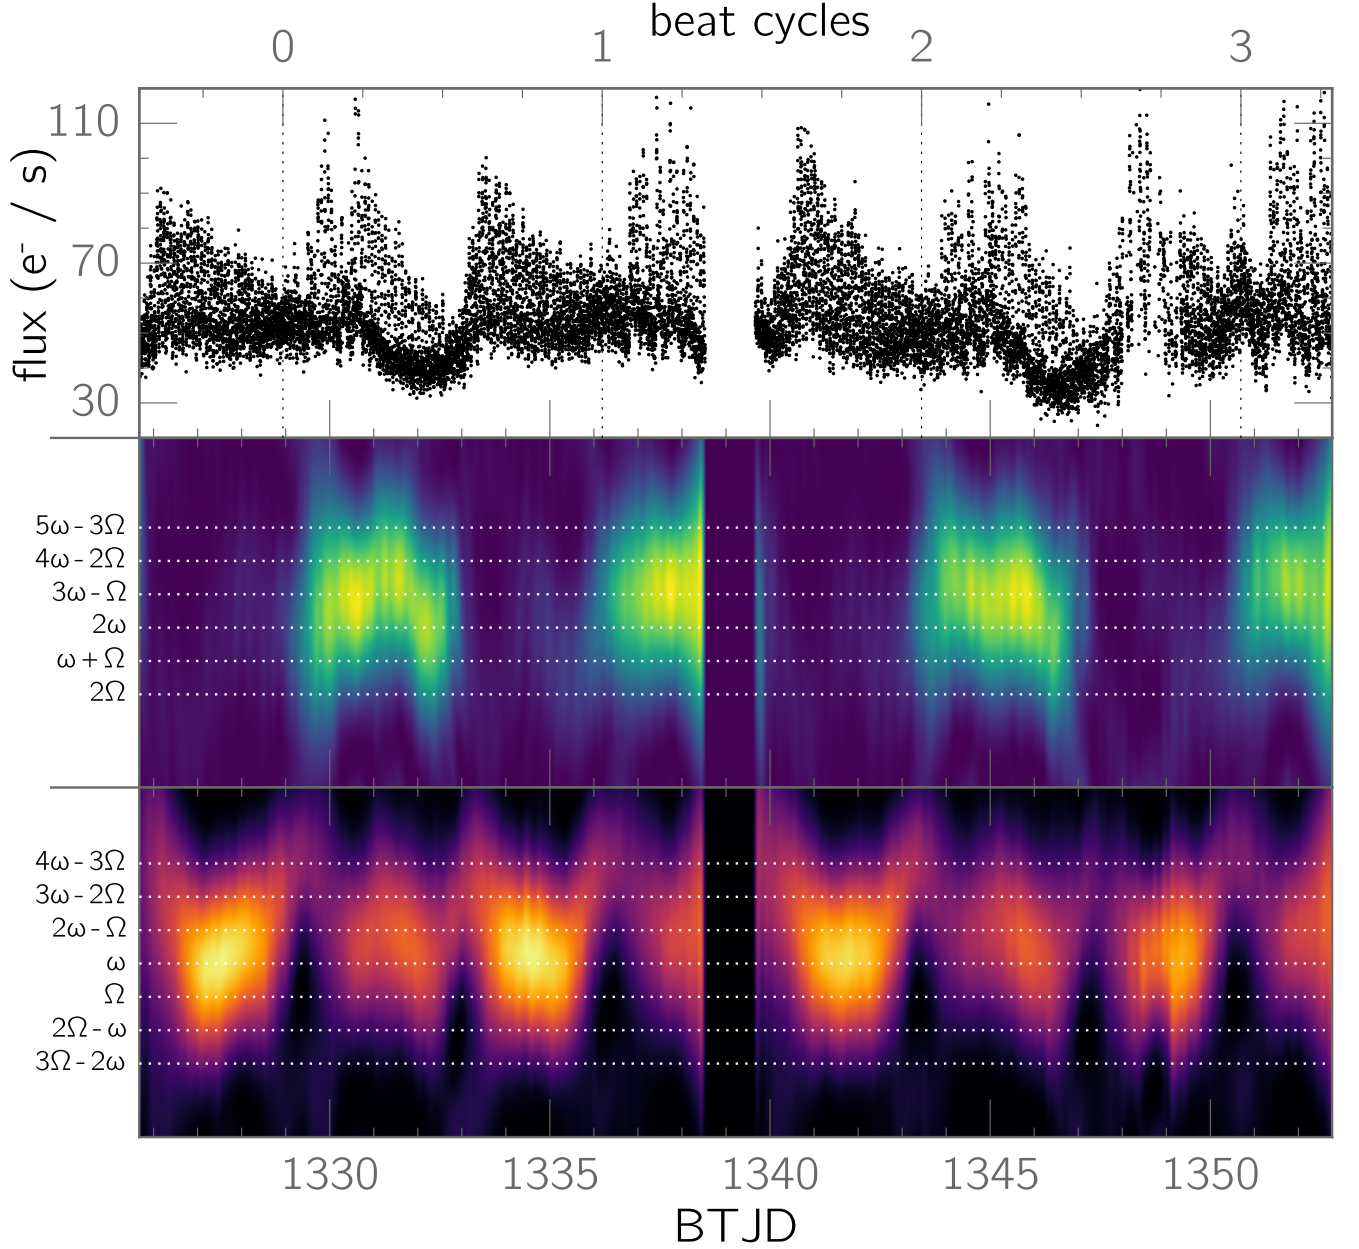 beat cycles
0 1 2 3
110
70
30
flux (e⁻ / s)
5ω - 3Ω
4ω - 2Ω
3ω - Ω
2ω
ω + Ω
2Ω
4ω - 3Ω
3ω - 2Ω
2ω - Ω
ω
Ω
2Ω - ω
3Ω - 2ω
1330 1335 1340 1345 1350
BTJD